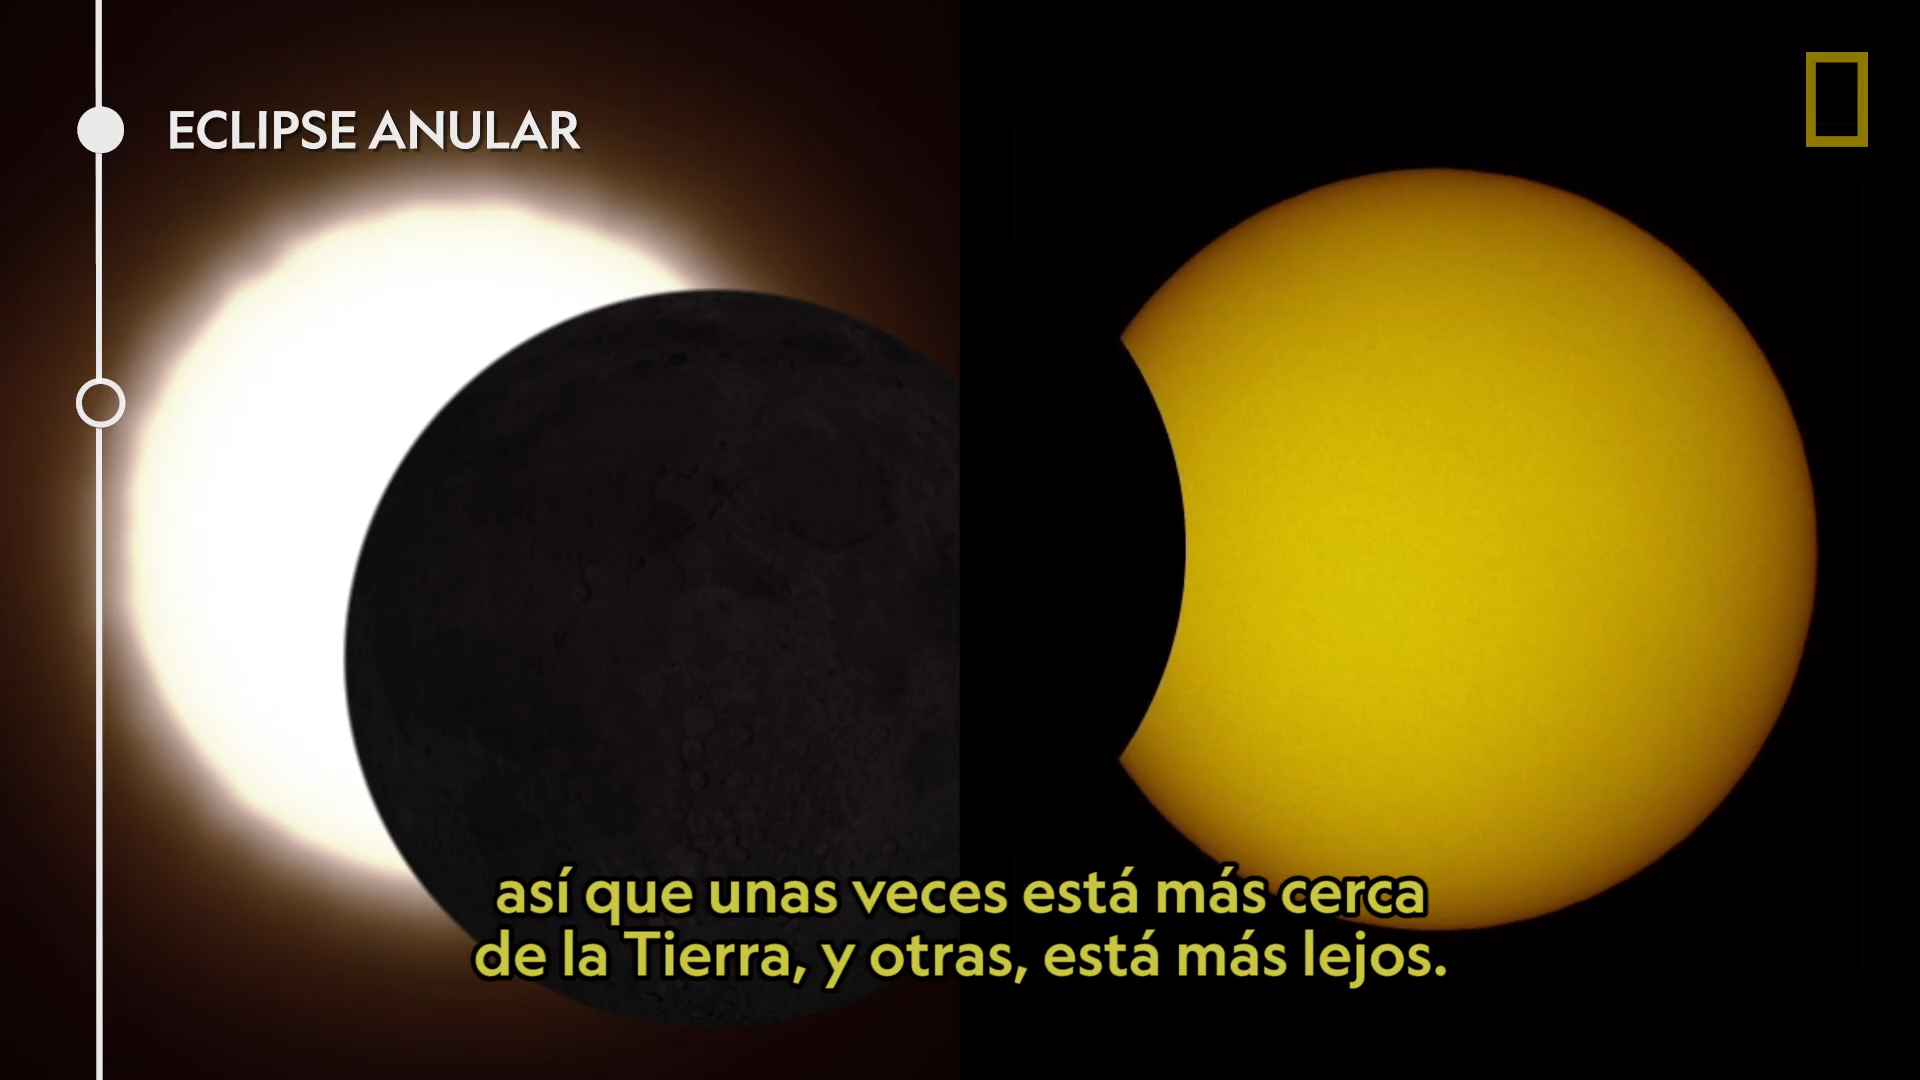 ECLIPSE ANULAR
así que unas veces está más cerca
de la Tierra, y otras, está más lejos.